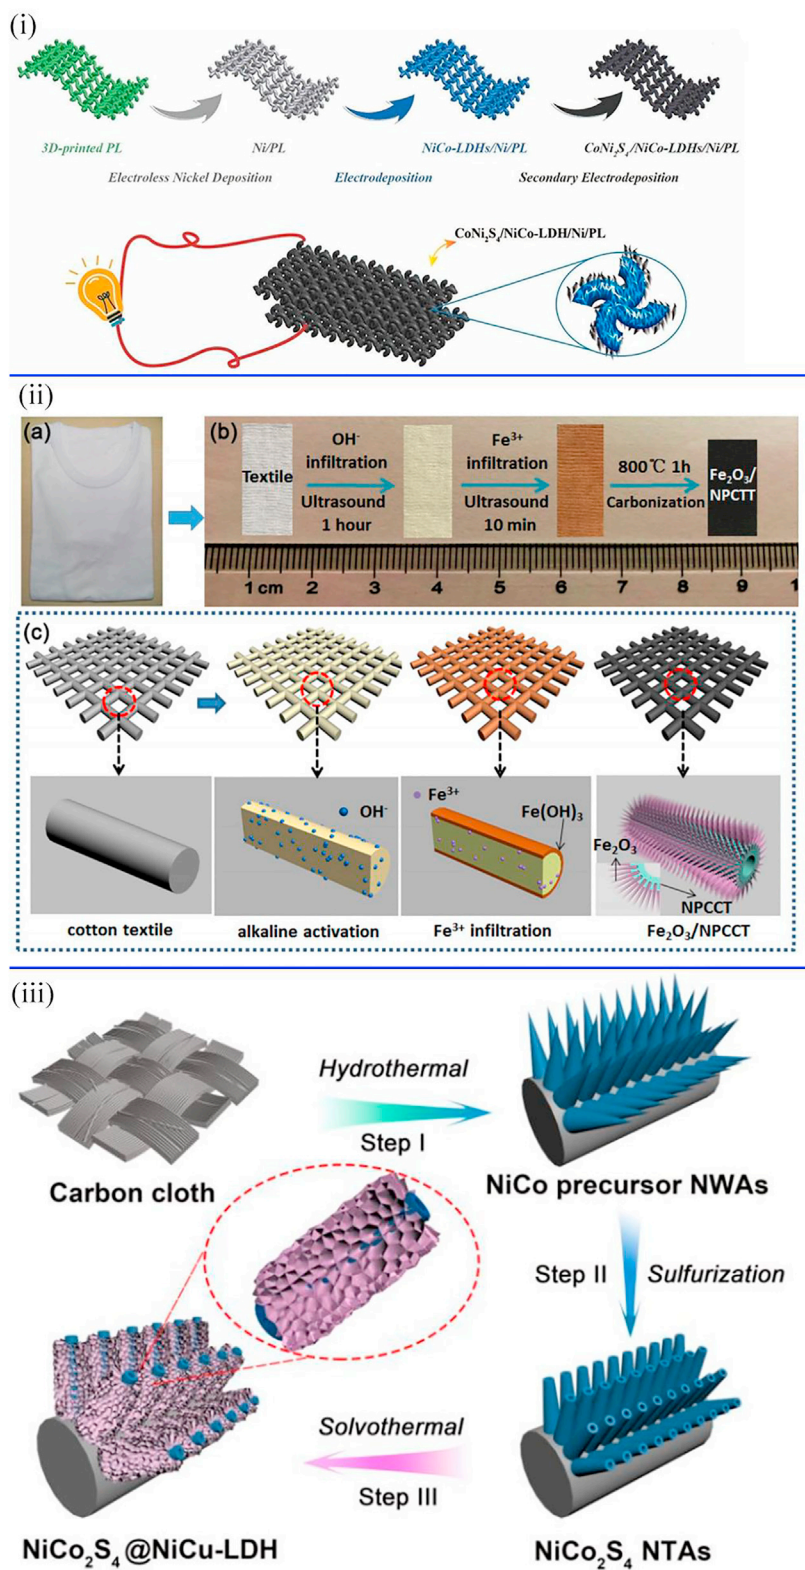 (i)
3D-printed PL
Ni/PL
NiCo-LDHs/Ni/PL
CoNi₂S₄/NiCo-LDHs/Ni/PL
Electroless Nickel Deposition
Electrodeposition
Secondary Electrodeposition
CoNi₂S₄/NiCo-LDH/Ni/PL
(ii)
(a)
(b)
Textile
OH⁻
infiltration
Ultrasound
1 hour
Fe³⁺
infiltration
Ultrasound
10 min
800℃ 1h
Carbonization
Fe₂O₃/
NPCTT
1 cm 2 3 4 5 6 7 8 9 1
(c)
OH⁻
Fe³⁺
Fe(OH)₃
Fe₂O₃
NPCCT
cotton textile
alkaline activation
Fe³⁺ infiltration
Fe₂O₃/NPCCT
(iii)
Carbon cloth
Hydrothermal
Step I
NiCo precursor NWAs
Step II
Sulfurization
Solvothermal
Step III
NiCo₂S₄@NiCu-LDH
NiCo₂S₄ NTAs